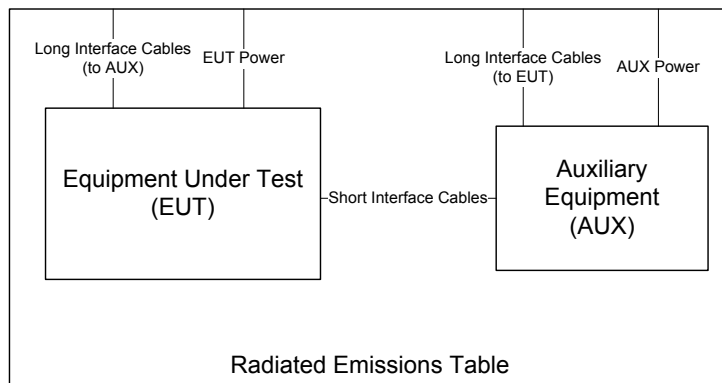 Long Interface Cables
(to AUX)
EUT Power
Long Interface Cables
(to EUT)
AUX Power
Equipment Under Test
(EUT)
Short Interface Cables
Auxiliary
Equipment
(AUX)
Radiated Emissions Table